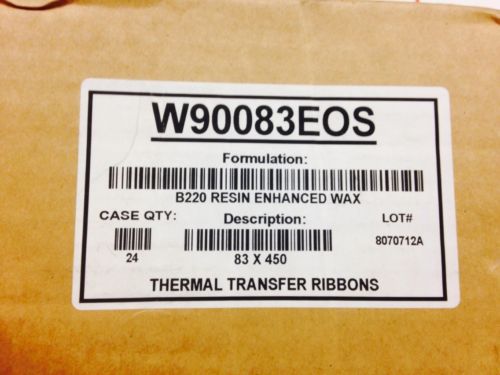 W90083EOS
Formulation:
B220 RESIN ENHANCED WAX
CASE QTY: Description: LOT#
24 83 X 450 8070712A
THERMAL TRANSFER RIBBONS